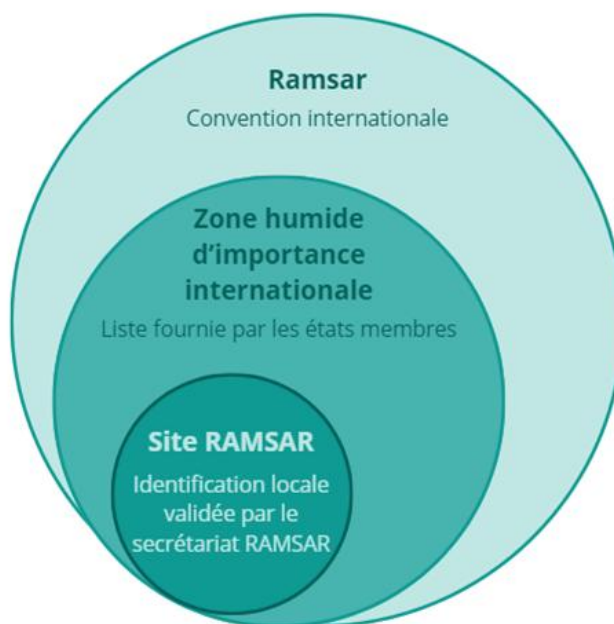 Ramsar
Convention internationale
Zone humide
d’importance
internationale
Liste fournie par les états membres
Site RAMSAR
Identification locale
validée par le
secrétariat RAMSAR